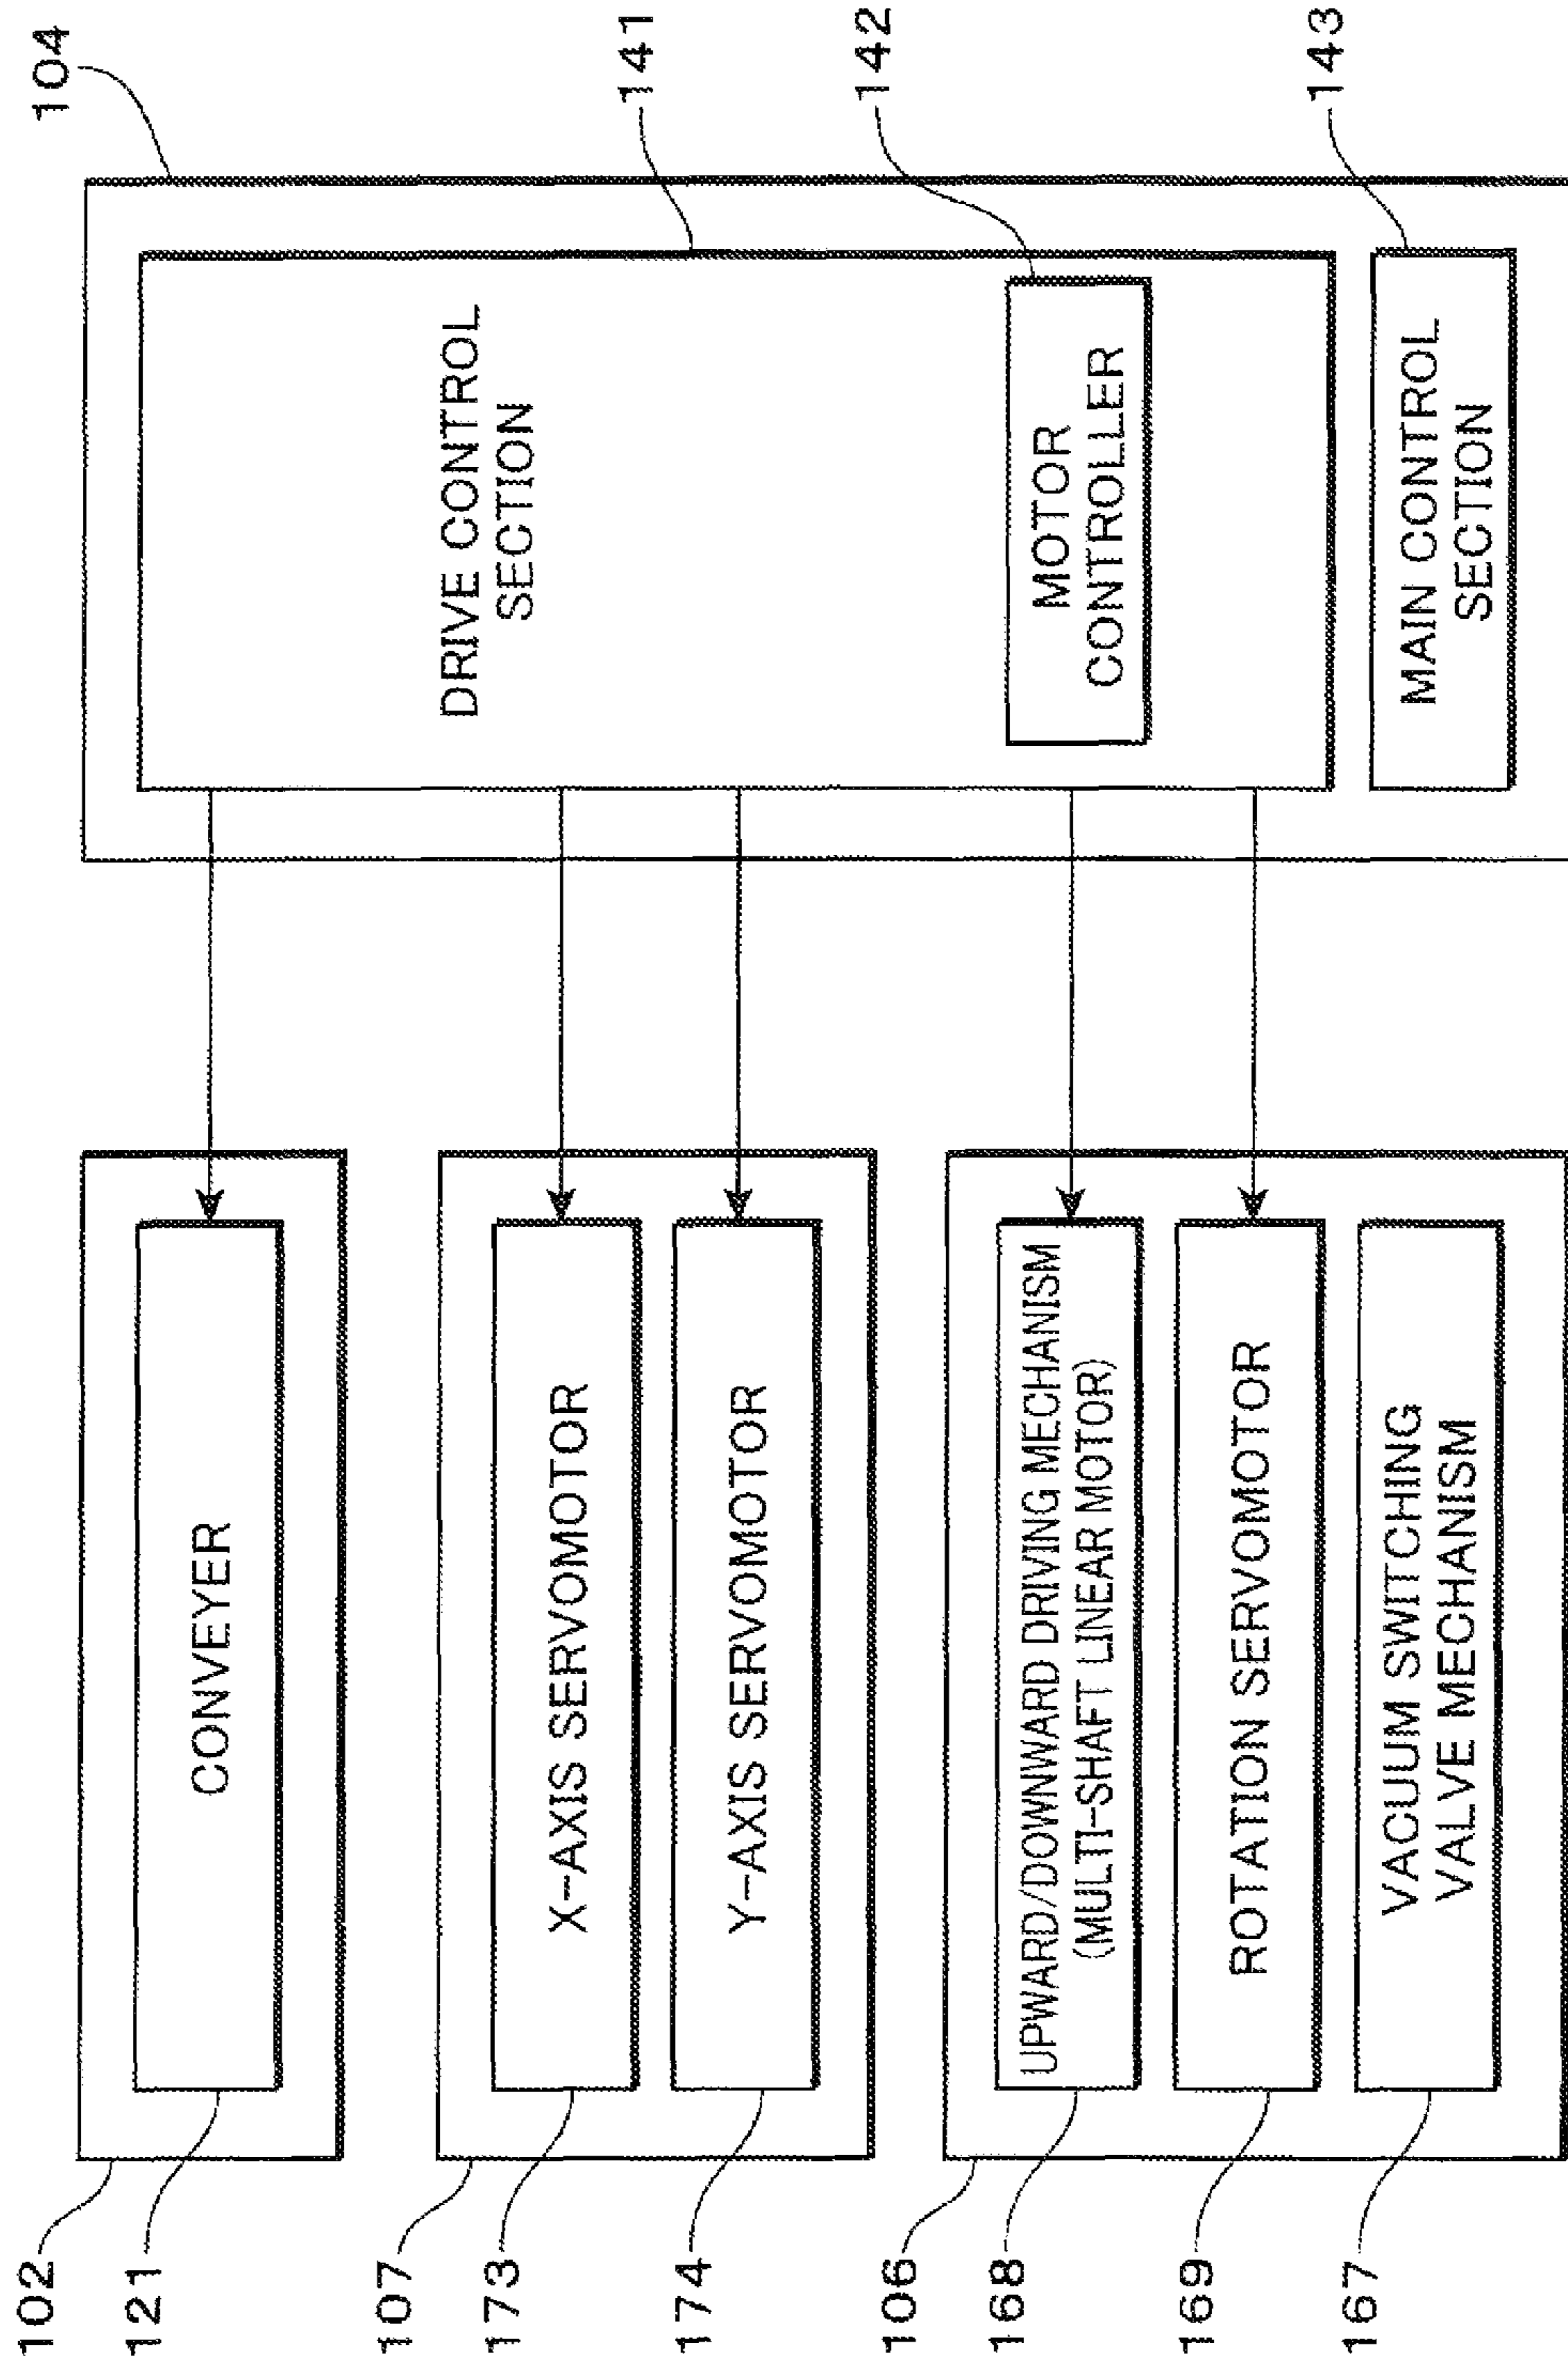 102
121
CONVEYER
107
173
X-AXIS SERVOMOTOR
174
Y-AXIS SERVOMOTOR
106
168
UPWARD/DOWNWARD DRIVING MECHANISM
(MULTI-SHAFT LINEAR MOTOR)
169
ROTATION SERVOMOTOR
167
VACUUM SWITCHING
VALVE MECHANISM
104
DRIVE CONTROL
SECTION
141
MOTOR
CONTROLLER
142
MAIN CONTROL
SECTION
143